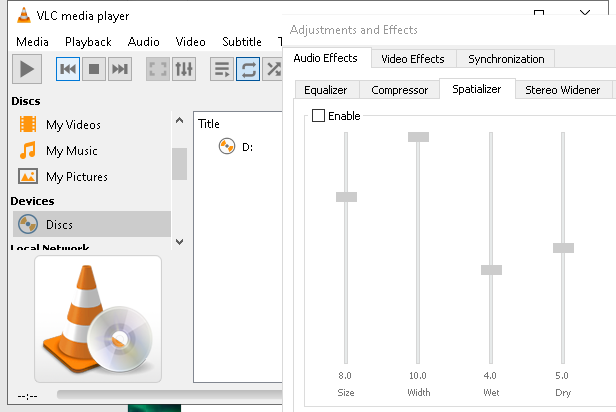 VLC media player
Media Playback Audio Video Subtitle T
Discs
My Videos
My Music
My Pictures
Devices
Discs
Local Network
Title
D:
--:--
Adjustments and Effects
Audio Effects Video Effects Synchronization
Equalizer Compressor Spatializer Stereo Widener
Enable
8.0 10.0 4.0 5.0
Size Width Wet Dry